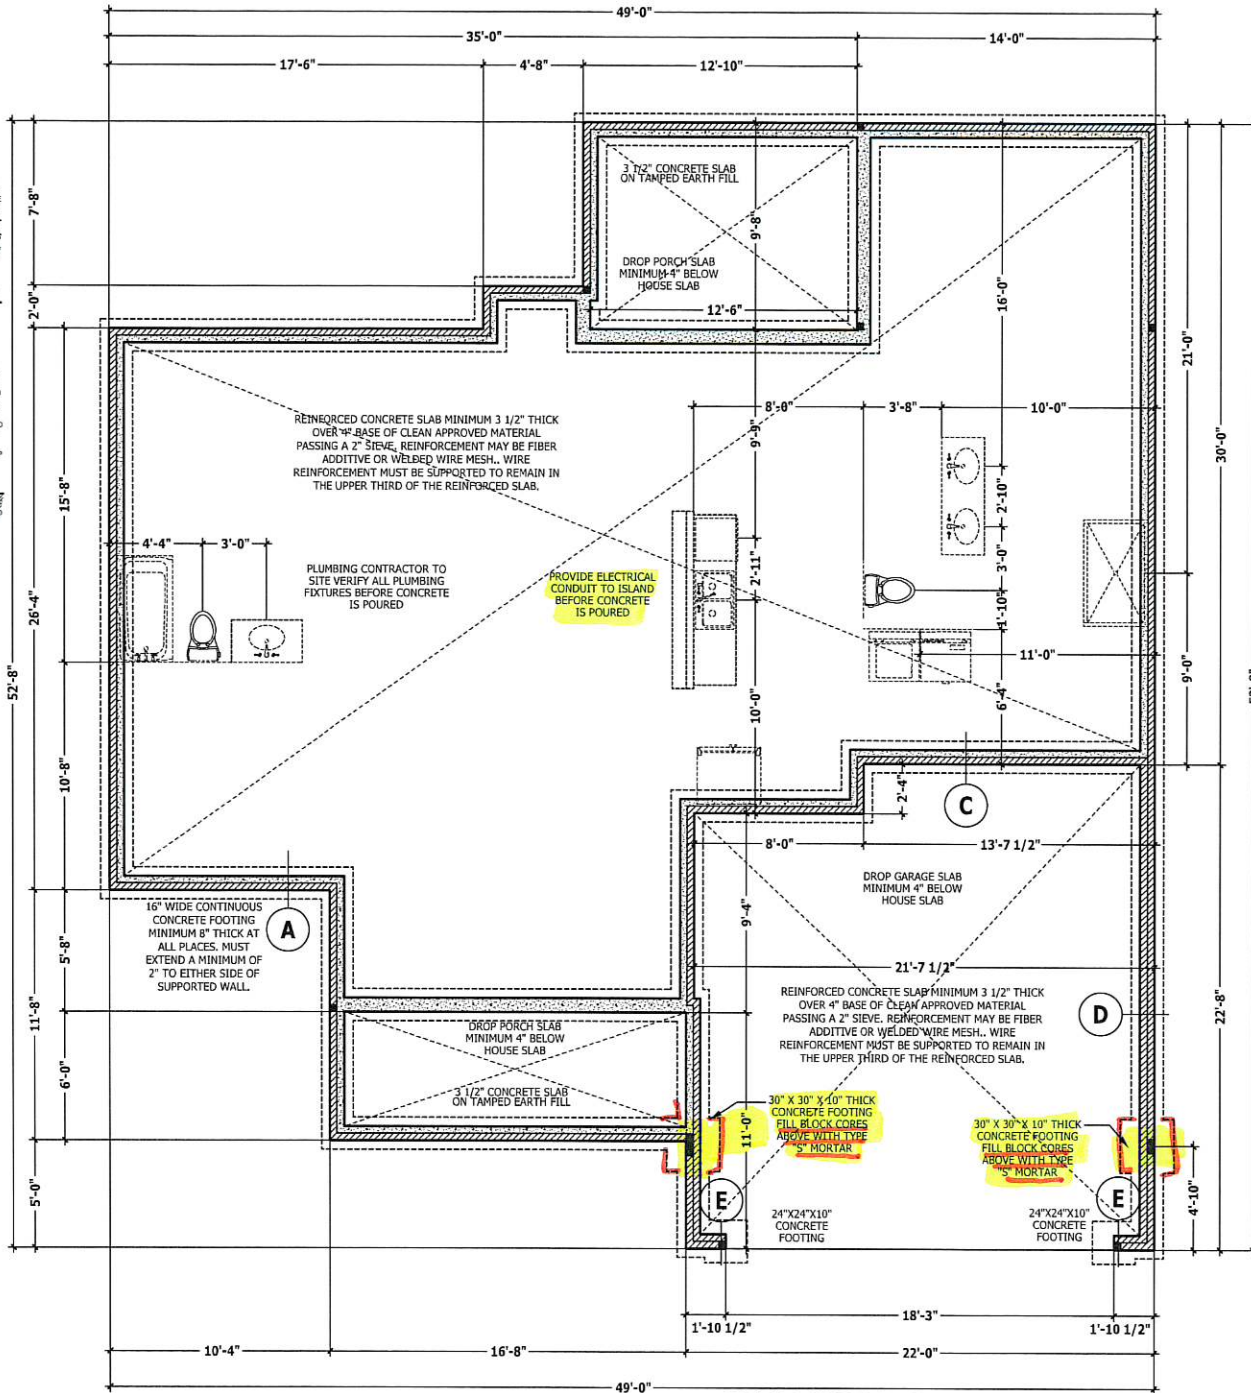 49'-0"
35'-0"
14'-0"
17'-6"
4'-8"
12'-10"
7'-8"
3 1/2" CONCRETE SLAB
ON TAMPED EARTH FILL
9'-8"
DROP PORCH SLAB
MINIMUM 4" BELOW
HOUSE SLAB
2'-0"
12'-6"
16'-0"
21'-0"
30'-0"
8'-0"
3'-8"
10'-0"
REINFORCED CONCRETE SLAB MINIMUM 3 1/2" THICK
OVER 4" BASE OF CLEAN APPROVED MATERIAL
PASSING A 2" SIEVE. REINFORCEMENT MAY BE FIBER
ADDITIVE OR WELDED WIRE MESH.. WIRE
REINFORCEMENT MUST BE SUPPORTED TO REMAIN IN
THE UPPER THIRD OF THE REINFORCED SLAB.
9'-9"
15'-8"
2'-10"
4'-4"
3'-0"
3'-0"
2'-11"
PLUMBING CONTRACTOR TO
SITE VERIFY ALL PLUMBING
FIXTURES BEFORE CONCRETE
IS POURED
PROVIDE ELECTRICAL
CONDUIT TO ISLAND
BEFORE CONCRETE
IS POURED
26'-4"
1'-10"
11'-0"
9'-0"
52'-8"
6'-4"
10'-0"
10'-8"
2'-4"
C
8'-0"
13'-7 1/2"
DROP GARAGE SLAB
MINIMUM 4" BELOW
HOUSE SLAB
16" WIDE CONTINUOUS
CONCRETE FOOTING
MINIMUM 8" THICK AT
ALL PLACES. MUST
EXTEND A MINIMUM OF
2" TO EITHER SIDE OF
SUPPORTED WALL.
A
9'-4"
5'-8"
21'-7 1/2"
11'-8"
REINFORCED CONCRETE SLAB MINIMUM 3 1/2" THICK
OVER 4" BASE OF CLEAN APPROVED MATERIAL
PASSING A 2" SIEVE. REINFORCEMENT MAY BE FIBER
ADDITIVE OR WELDED WIRE MESH.. WIRE
REINFORCEMENT MUST BE SUPPORTED TO REMAIN IN
THE UPPER THIRD OF THE REINFORCED SLAB.
D
22'-8"
DROP PORCH SLAB
MINIMUM 4" BELOW
HOUSE SLAB
6'-0"
3 1/2" CONCRETE SLAB
ON TAMPED EARTH FILL
30" X 30" X 10" THICK
CONCRETE FOOTING
FILL BLOCK CORES
ABOVE WITH TYPE
"S" MORTAR
11'-0"
30" X 30" X 10" THICK
CONCRETE FOOTING
FILL BLOCK CORES
ABOVE WITH TYPE
"S" MORTAR
5'-0"
E
24"X24"X10"
CONCRETE
FOOTING
24"X24"X10"
CONCRETE
FOOTING
E
4'-10"
18'-3"
1'-10 1/2"
1'-10 1/2"
10'-4"
16'-8"
22'-0"
49'-0"